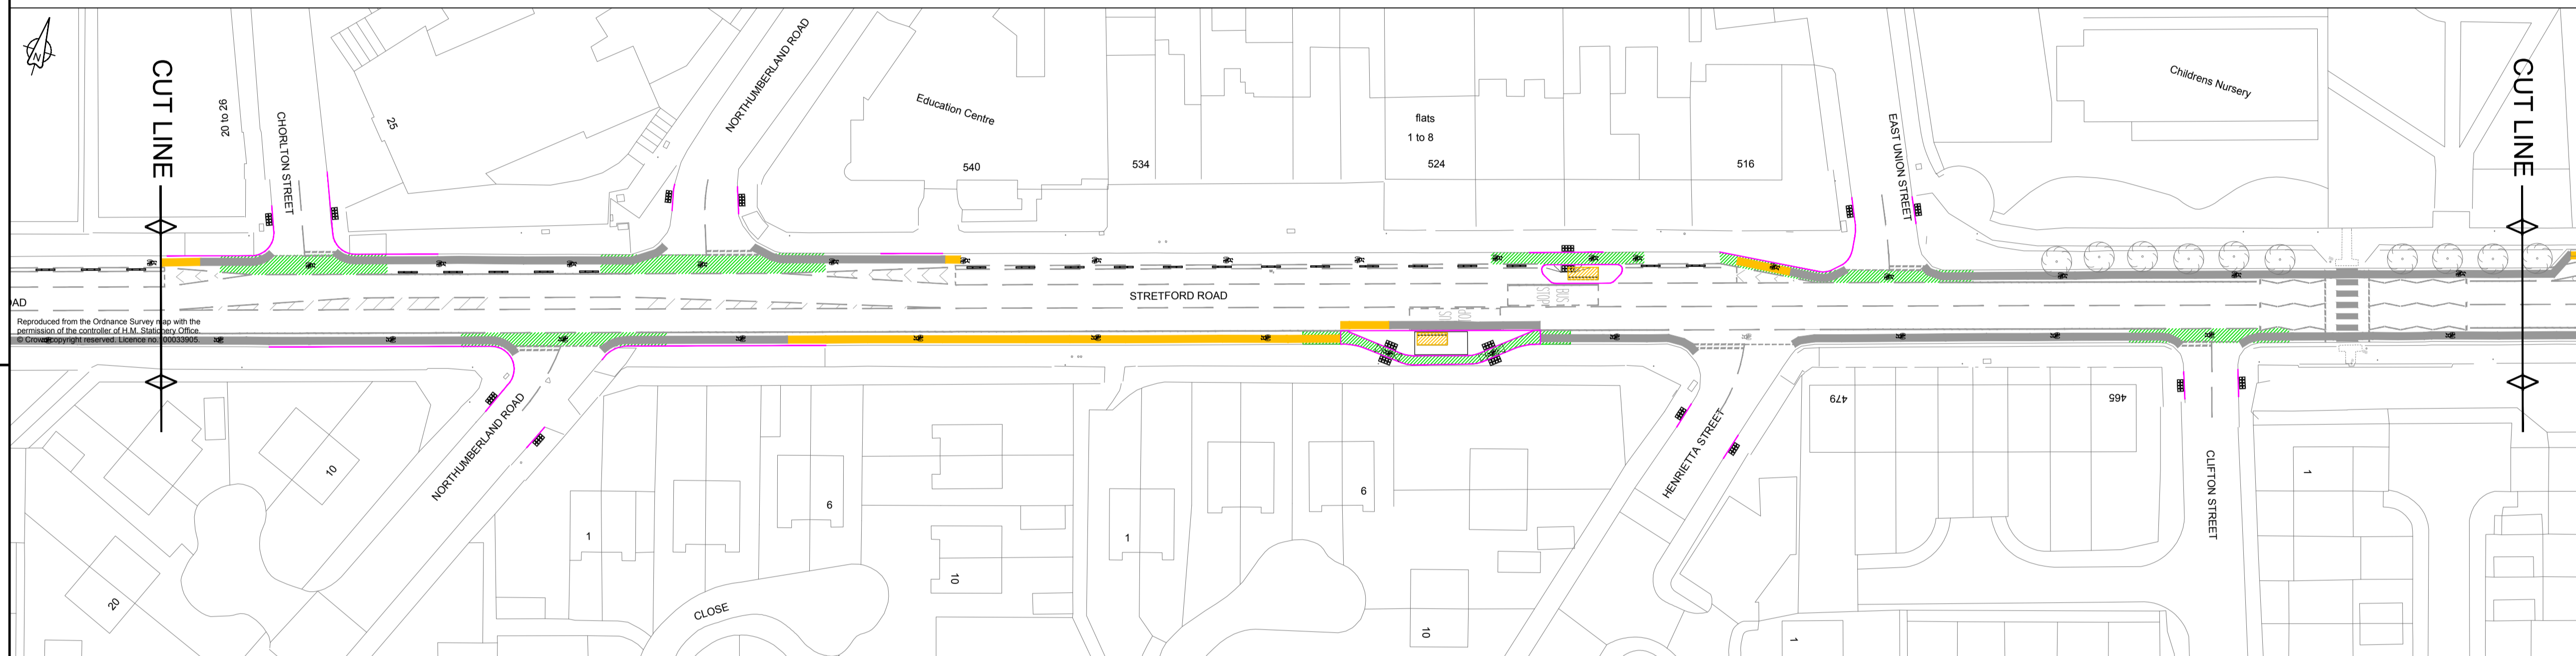 N
CUT LINE
20 to 26
CHORLTON STREET
25
NORTHUMBERLAND ROAD
Education Centre
540
534
flats
1 to 8
524
516
EAST UNION STREET
Childrens Nursery
CUT LINE
STRETFORD ROAD
BUS
STOP
Reproduced from the Ordnance Survey map with the
permission of the controller of H.M. Stationery Office.
© Crown copyright reserved. Licence no. 100033905.
10
20
NORTHUMBERLAND ROAD
1
6
CLOSE
10
1
6
10
HENRIETTA STREET
479
465
1
CLIFTON STREET
1